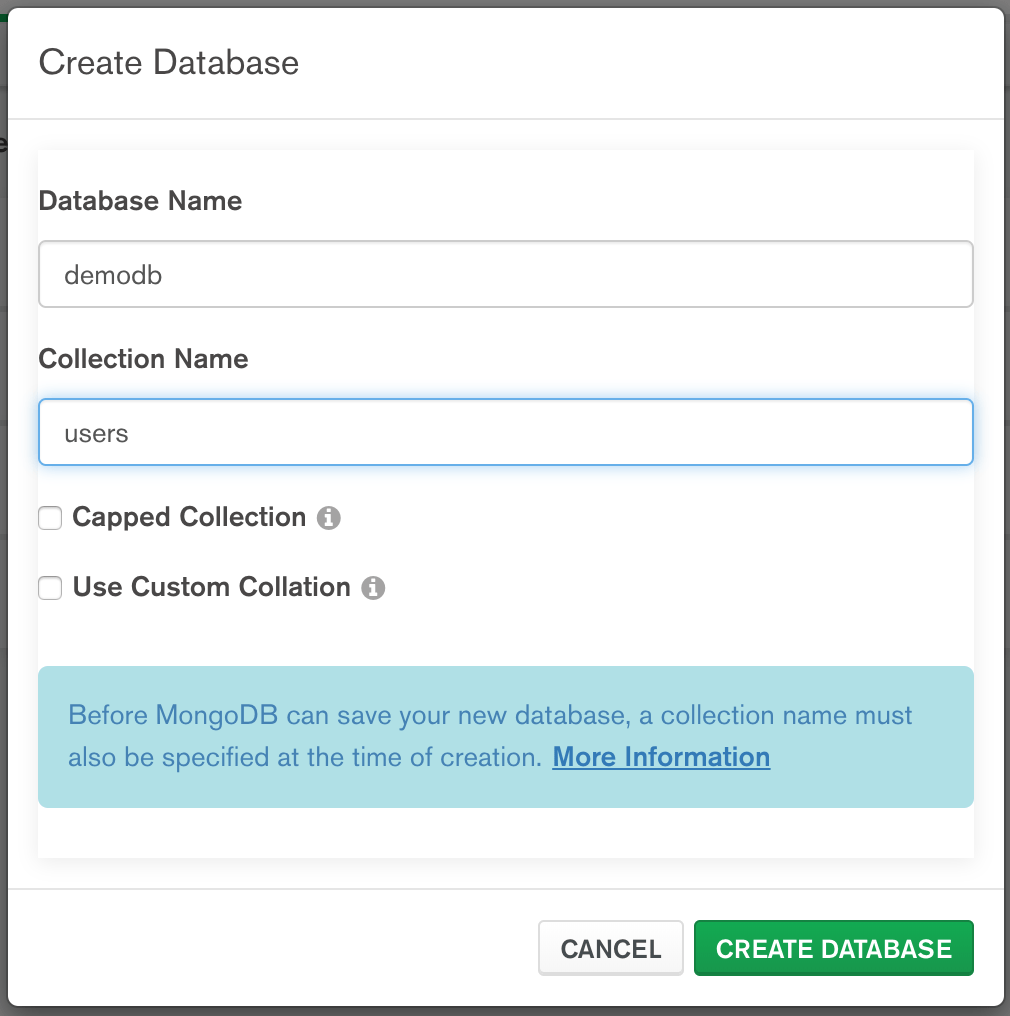 Create Database
Database Name
demodb
Collection Name
users
Capped Collection
Use Custom Collation
Before MongoDB can save your new database, a collection name must
also be specified at the time of creation. More Information
CANCEL CREATE DATABASE